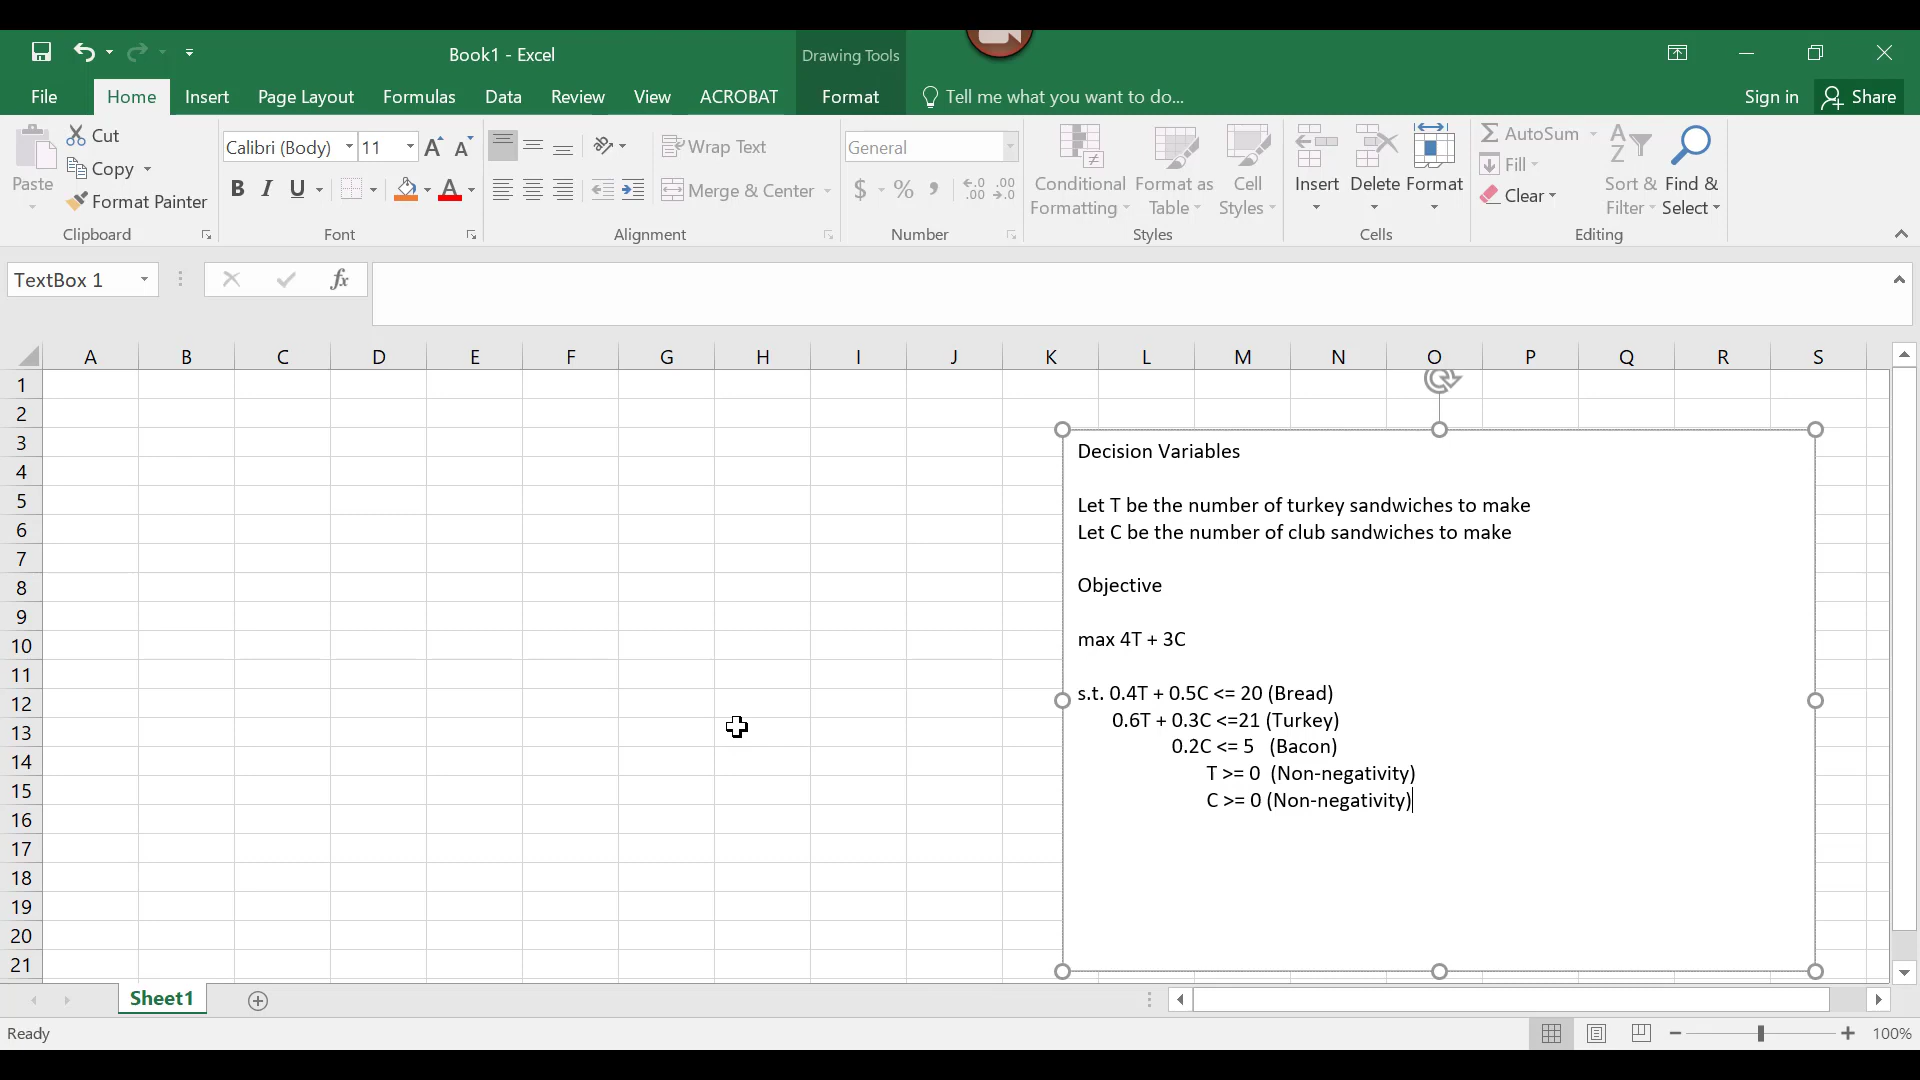 Book1 - Excel
Drawing Tools
File Home Insert Page Layout Formulas Data Review View ACROBAT Format Tell me what you want to do... Sign in Share
Paste
Cut
Copy
Format Painter
Clipboard
Calibri (Body) 11
B I U A
Font
Wrap Text
Merge & Center
Alignment
General
$ % ,
Number
Conditional Formatting
Format as Table
Cell Styles
Styles
Insert Delete Format
Cells
AutoSum
Fill
Clear
Sort & Filter
Find & Select
Editing
TextBox 1 fx
A B C D E F G H I J K L M N O P Q R S
1
2
3
4
5
6
7
8
9
10
11
12
13
14
15
16
17
18
19
20
21
Decision Variables
Let T be the number of turkey sandwiches to make
Let C be the number of club sandwiches to make
Objective
max 4T + 3C
s.t. 0.4T + 0.5C <= 20 (Bread)
0.6T + 0.3C <=21 (Turkey)
0.2C <= 5 (Bacon)
T >= 0 (Non-negativity)
C >= 0 (Non-negativity)
Sheet1
Ready 100%